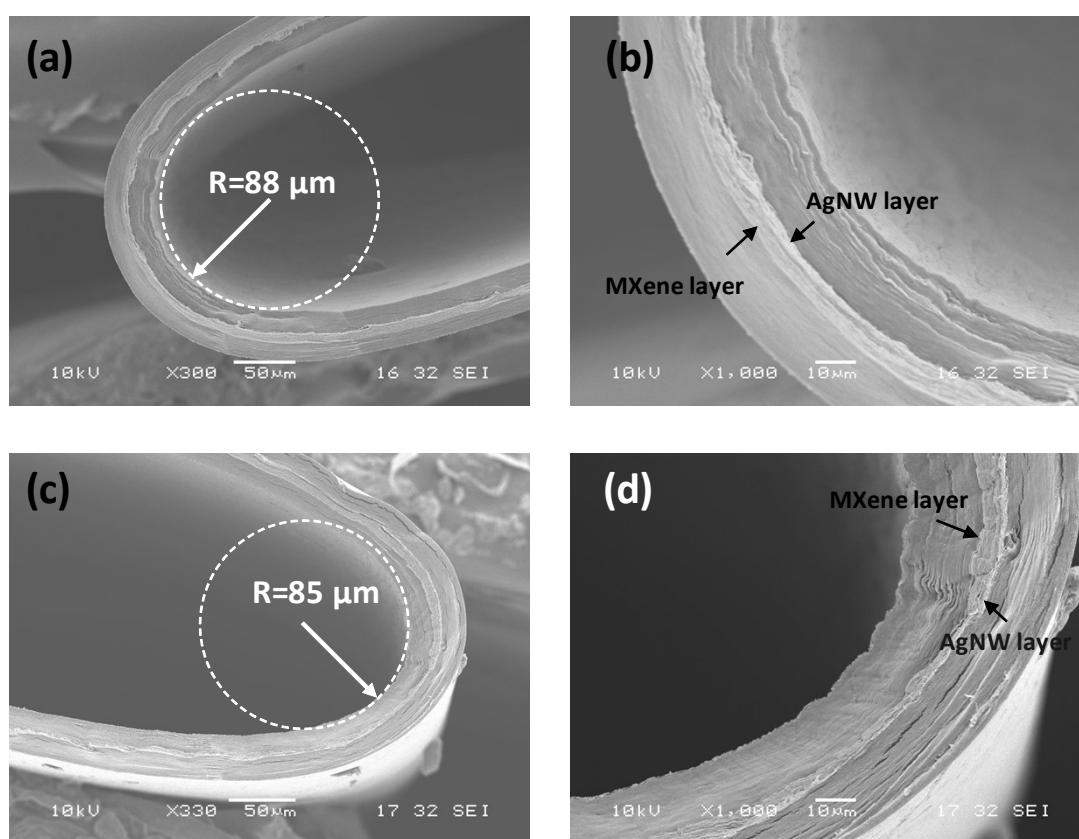 (a)
R=88 μm
10kV X300 50μm 16 32 SEI
(b)
AgNW layer
MXene layer
10kV X1,000 10μm 16 32 SEI
(c)
R=85 μm
10kV X330 50μm 17 32 SEI
(d)
MXene layer
AgNW layer
10kV X1,000 10μm 17 32 SEI